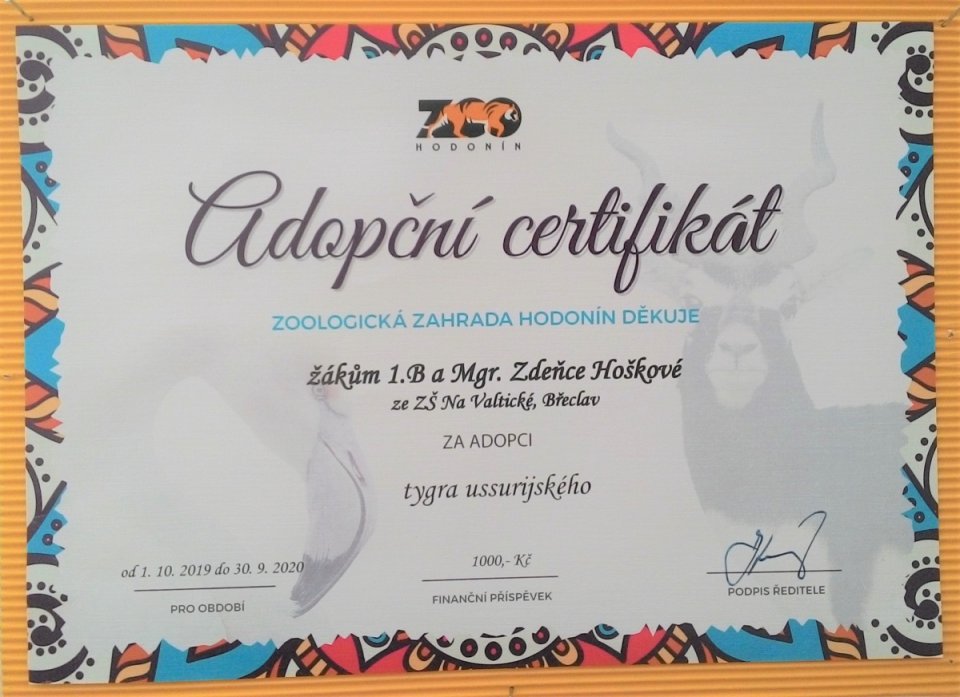 ZOO
HODONÍN
Adopční certifikát
ZOOLOGICKÁ ZAHRADA HODONÍN DĚKUJE
žákům 1.B a Mgr. Zdeňce Hoškové
ze ZŠ Na Valtické, Břeclav
ZA ADOPCI
tygra ussurijského
od 1. 10. 2019 do 30. 9. 2020
PRO OBDOBÍ
1000,- Kč
FINANČNÍ PŘÍSPĚVEK
PODPIS ŘEDITELE